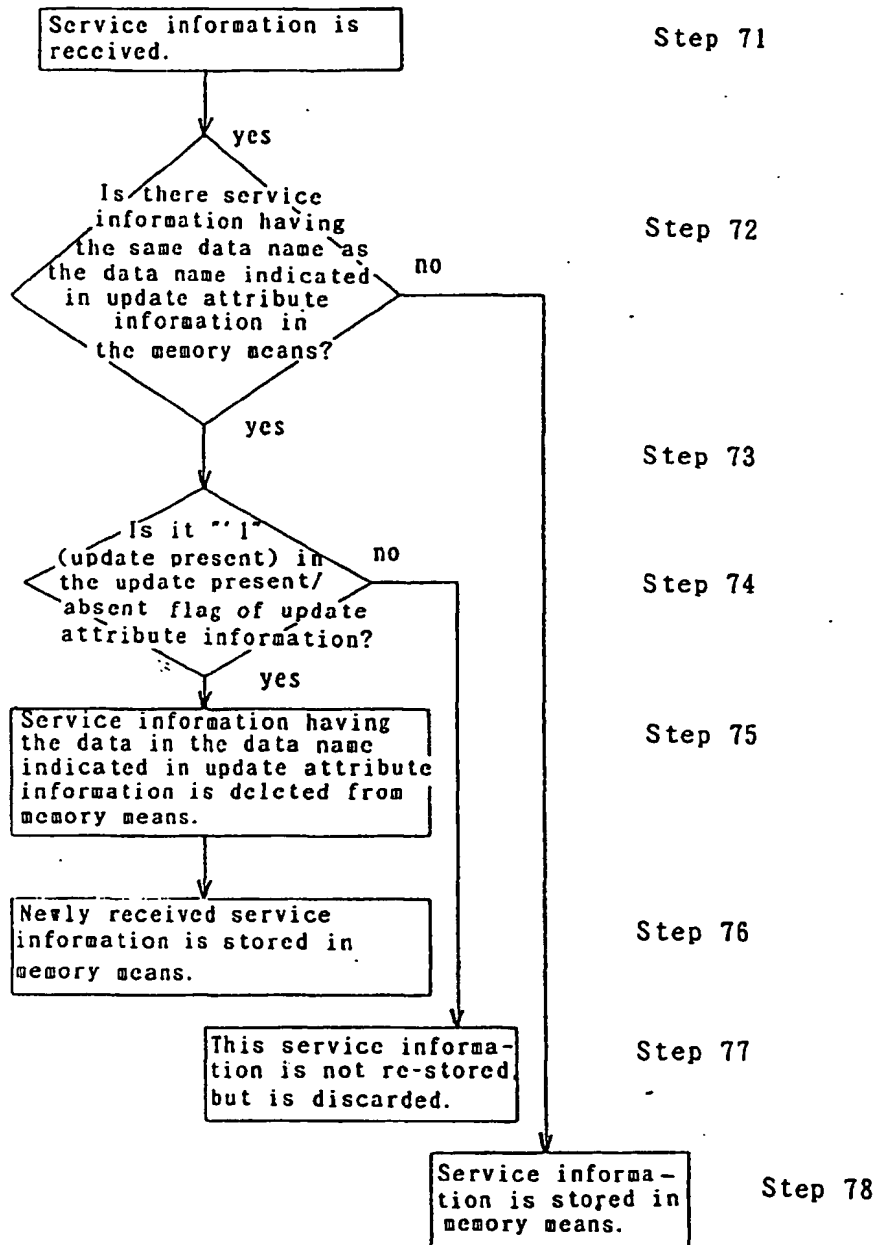 Service information is
received.
Step 71
yes
Is there service
information having
the same data name as
the data name indicated
in update attribute
information in
the memory means?
Step 72
no
yes
Step 73
Is it "'1"
(update present) in
the update present/
absent flag of update
attribute information?
no
Step 74
yes
Service information having
the data in the data name
indicated in update attribute
information is deleted from
memory means.
Step 75
Newly received service
information is stored in
memory means.
Step 76
This service informa-
tion is not re-stored,
but is discarded.
Step 77
Service informa-
tion is stored in
memory means.
Step 78